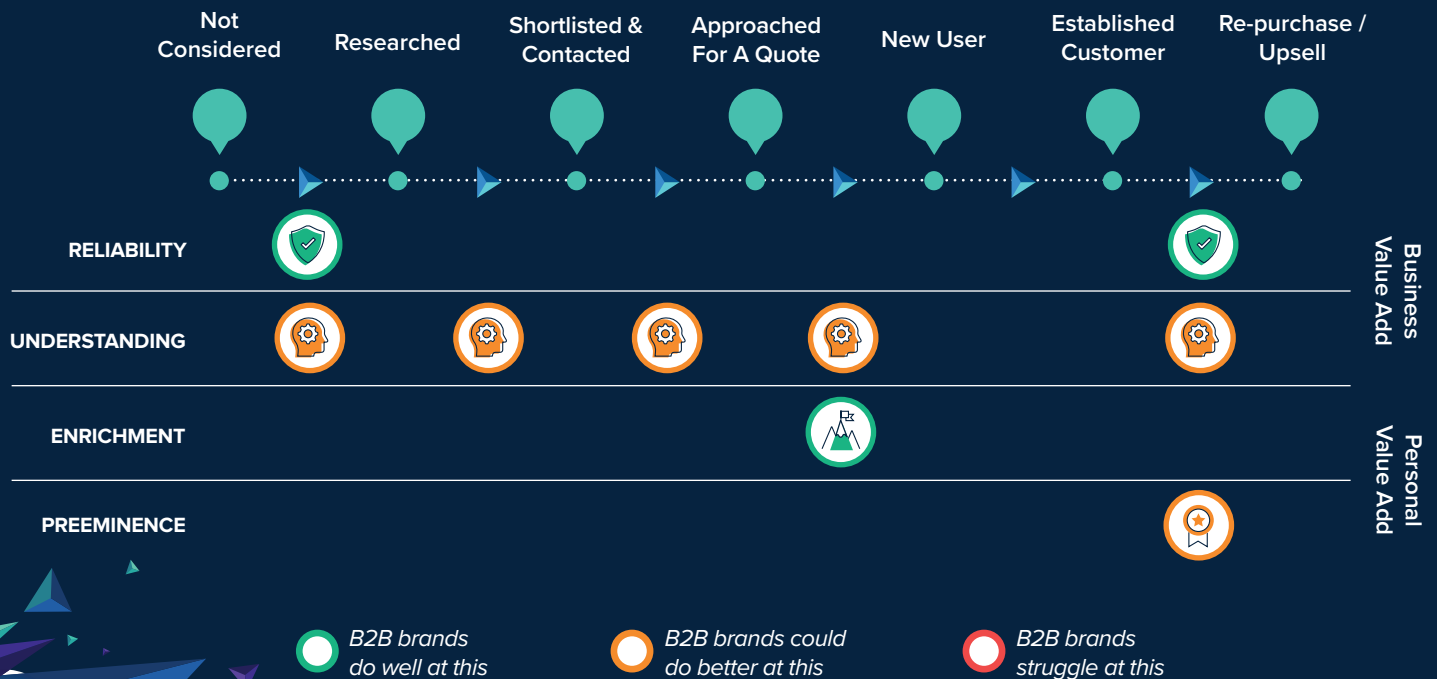 Not
Considered
Researched
Shortlisted &
Contacted
Approached
For A Quote
New User
Established
Customer
Re-purchase /
Upsell
RELIABILITY
UNDERSTANDING
Business
Value Add
ENRICHMENT
PREEMINENCE
Personal
Value Add
B2B brands
do well at this
B2B brands could
do better at this
B2B brands
struggle at this